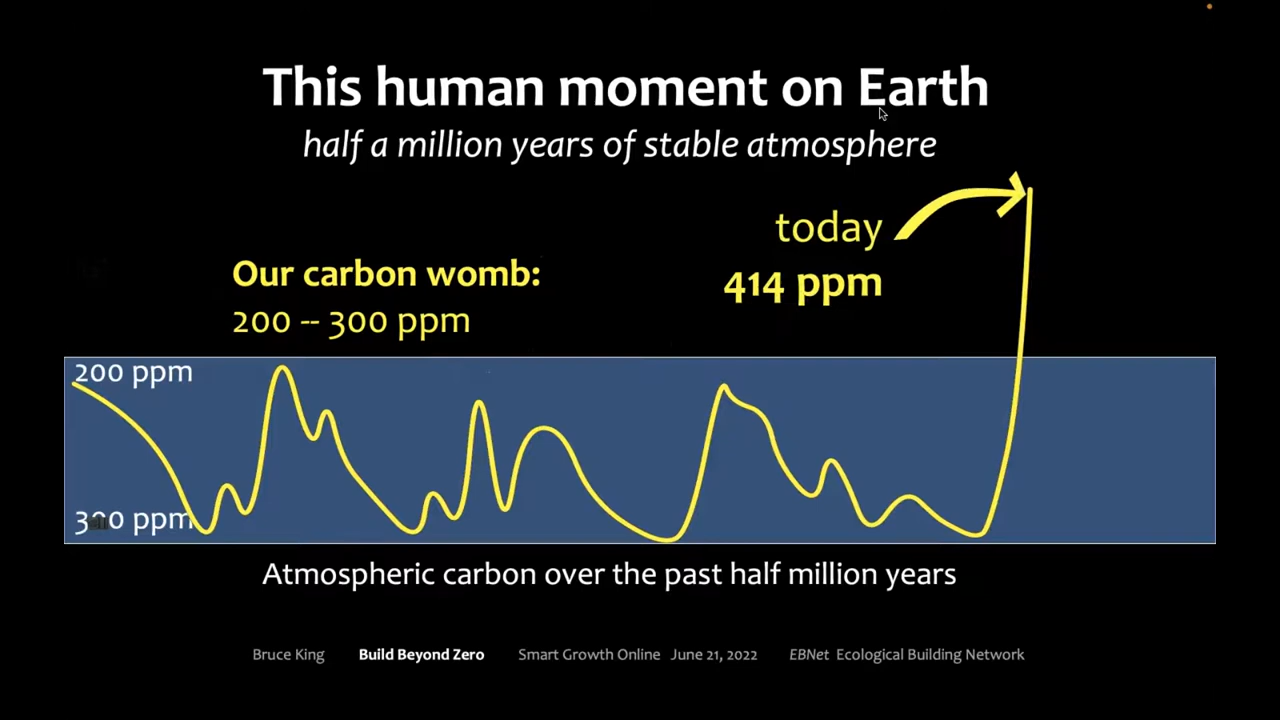 This human moment on Earth
half a million years of stable atmosphere
today
414 ppm
Our carbon womb:
200 -- 300 ppm
200 ppm
300 ppm
Atmospheric carbon over the past half million years
Bruce King Build Beyond Zero Smart Growth Online June 21, 2022 EBNet Ecological Building Network